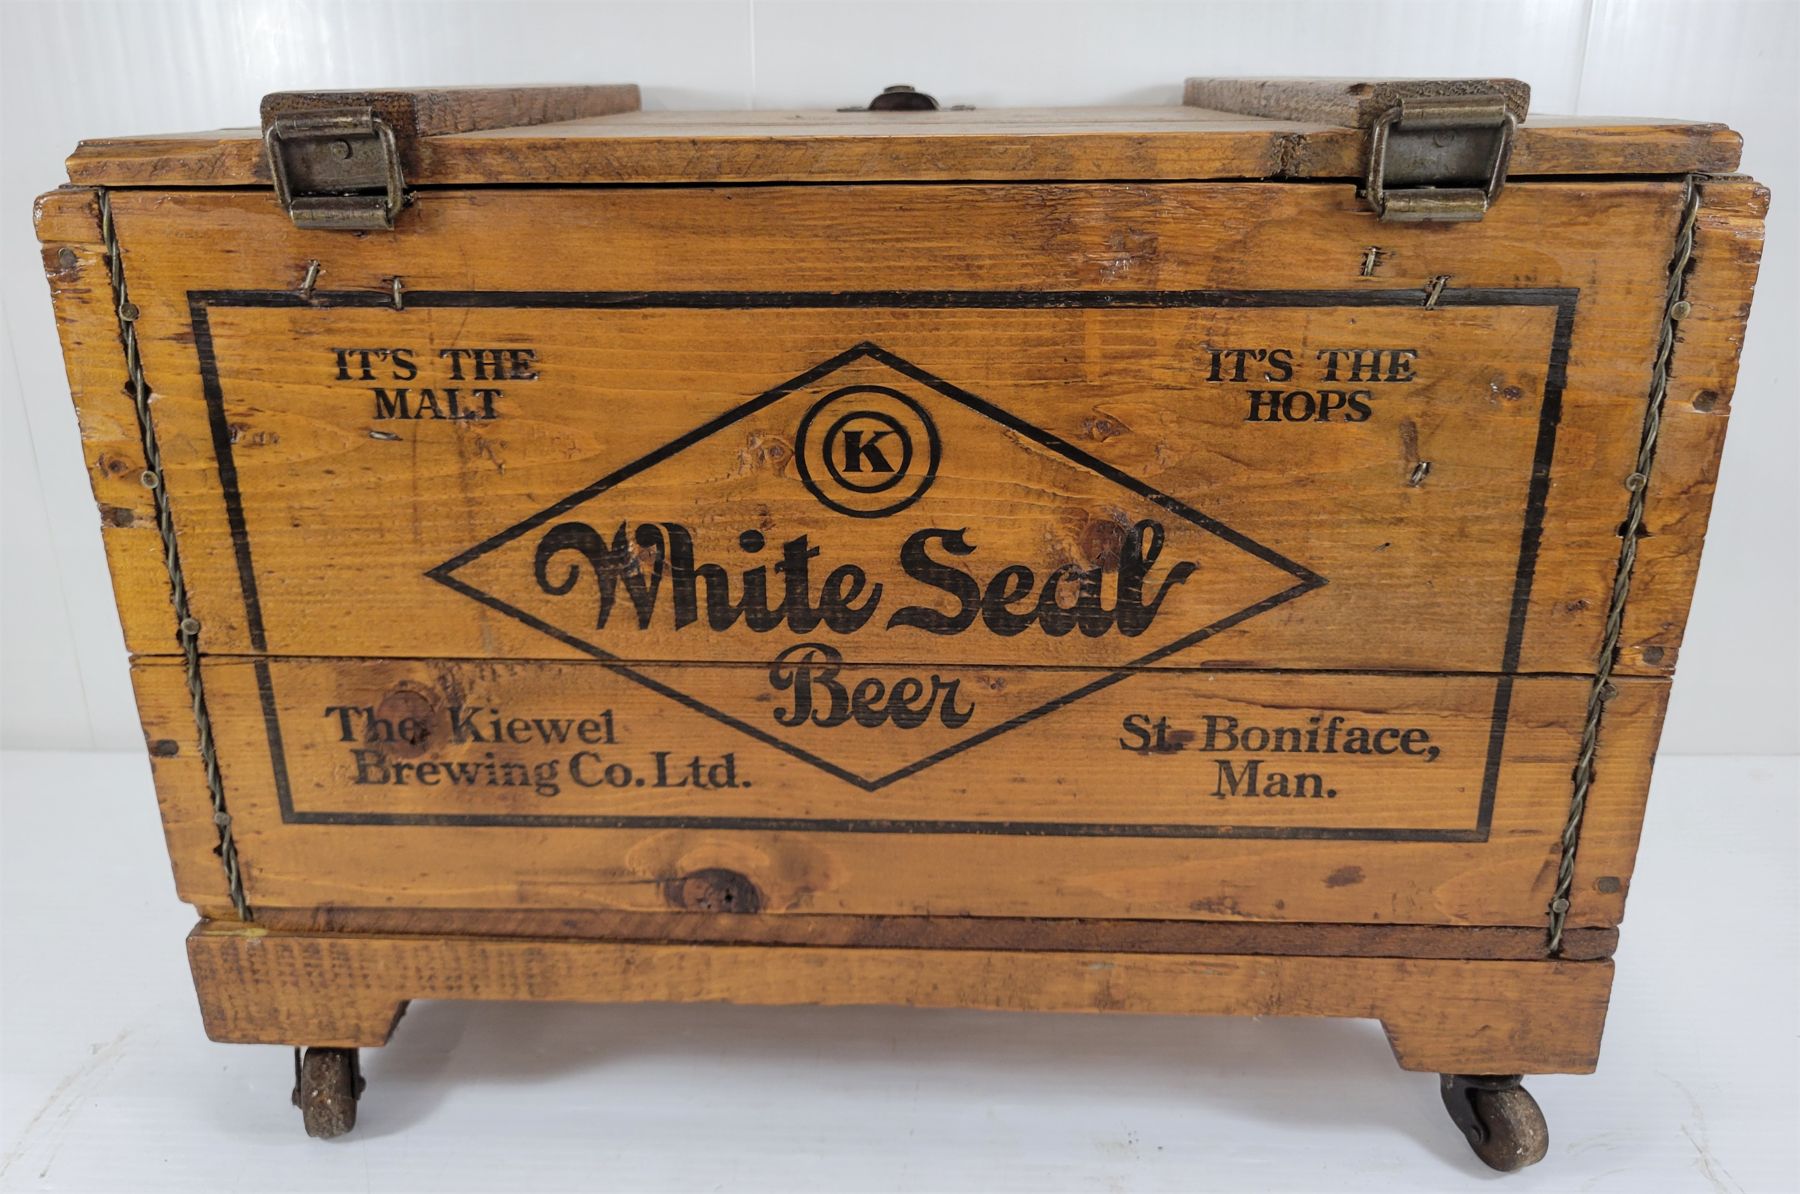 IT'S THE
MALT
IT'S THE
HOPS
K
White Seal
Beer
The Kiewel
Brewing Co. Ltd.
St. Boniface,
Man.